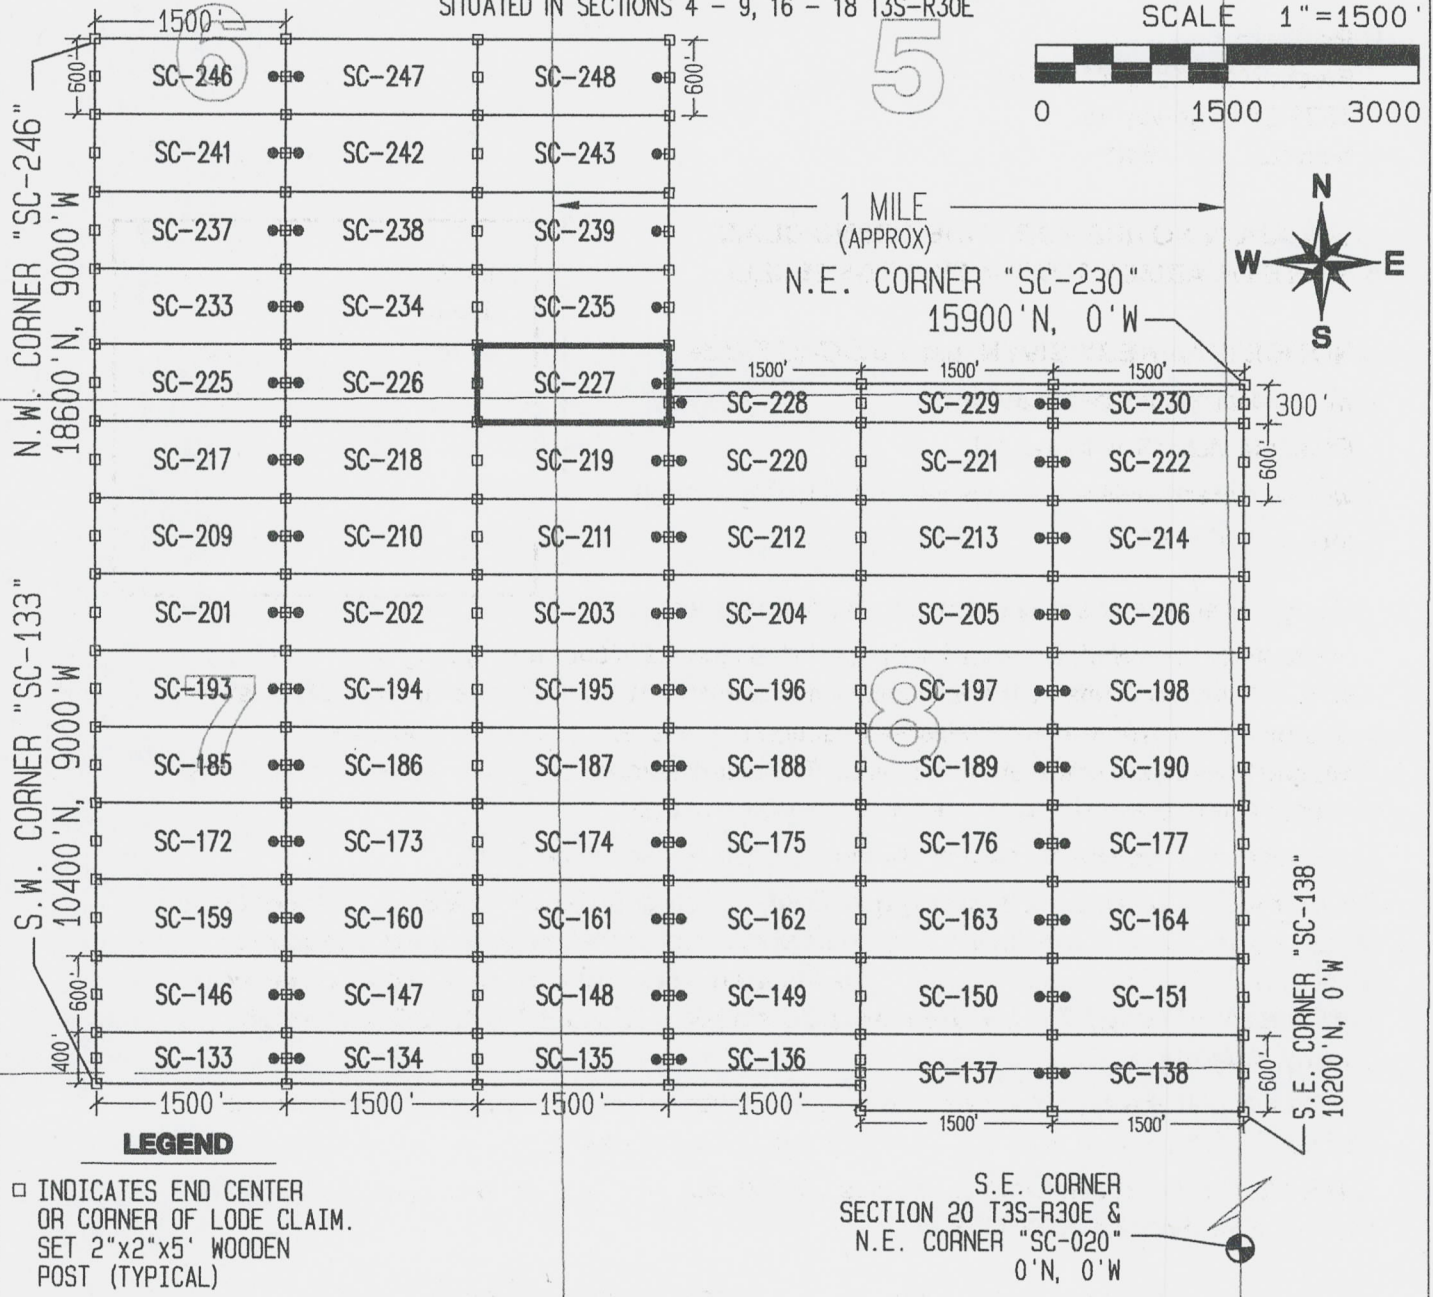 SITUATED IN SECTIONS 4 - 9, 16 - 18 T3S-R30E
SCALE 1"=1500'
0 1500 3000
1500'
600'
600'
6
5
SC-246 SC-247 SC-248
SC-241 SC-242 SC-243
SC-237 SC-238 SC-239
SC-233 SC-234 SC-235
SC-225 SC-226 SC-227
N.W. CORNER "SC-246"
18600'N, 9000'W
1 MILE
(APPROX)
N
W E
S
N.E. CORNER "SC-230"
15900'N, 0'W
1500' 1500' 1500'
SC-228 SC-229 SC-230
300'
SC-217 SC-218 SC-219 SC-220 SC-221 SC-222
600'
SC-209 SC-210 SC-211 SC-212 SC-213 SC-214
SC-201 SC-202 SC-203 SC-204 SC-205 SC-206
SC-193 SC-194 SC-195 SC-196 SC-197 SC-198
7
8
SC-185 SC-186 SC-187 SC-188 SC-189 SC-190
SC-172 SC-173 SC-174 SC-175 SC-176 SC-177
SC-159 SC-160 SC-161 SC-162 SC-163 SC-164
SC-146 SC-147 SC-148 SC-149 SC-150 SC-151
SC-133 SC-134 SC-135 SC-136 SC-137 SC-138
S.W. CORNER "SC-133"
10400'N, 9000'W
600'
400'
600'
S.E. CORNER "SC-138"
10200'N, 0'W
1500' 1500' 1500' 1500' 1500' 1500'
LEGEND
INDICATES END CENTER
OR CORNER OF LODE CLAIM.
SET 2"x2"x5' WOODEN
POST (TYPICAL)
S.E. CORNER
SECTION 20 T3S-R30E &
N.E. CORNER "SC-020"
0'N, 0'W